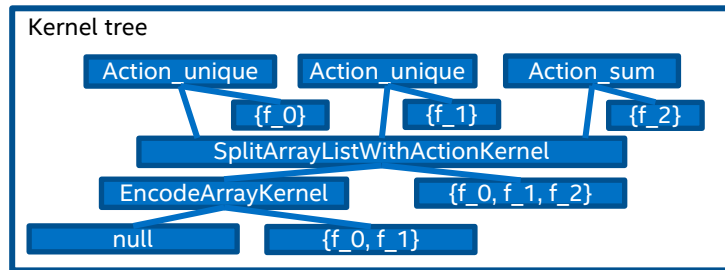 Kernel tree
Action_unique
Action_unique
Action_sum
{f_0}
{f_1}
{f_2}
SplitArrayListWithActionKernel
EncodeArrayKernel
{f_0, f_1, f_2}
null
{f_0, f_1}